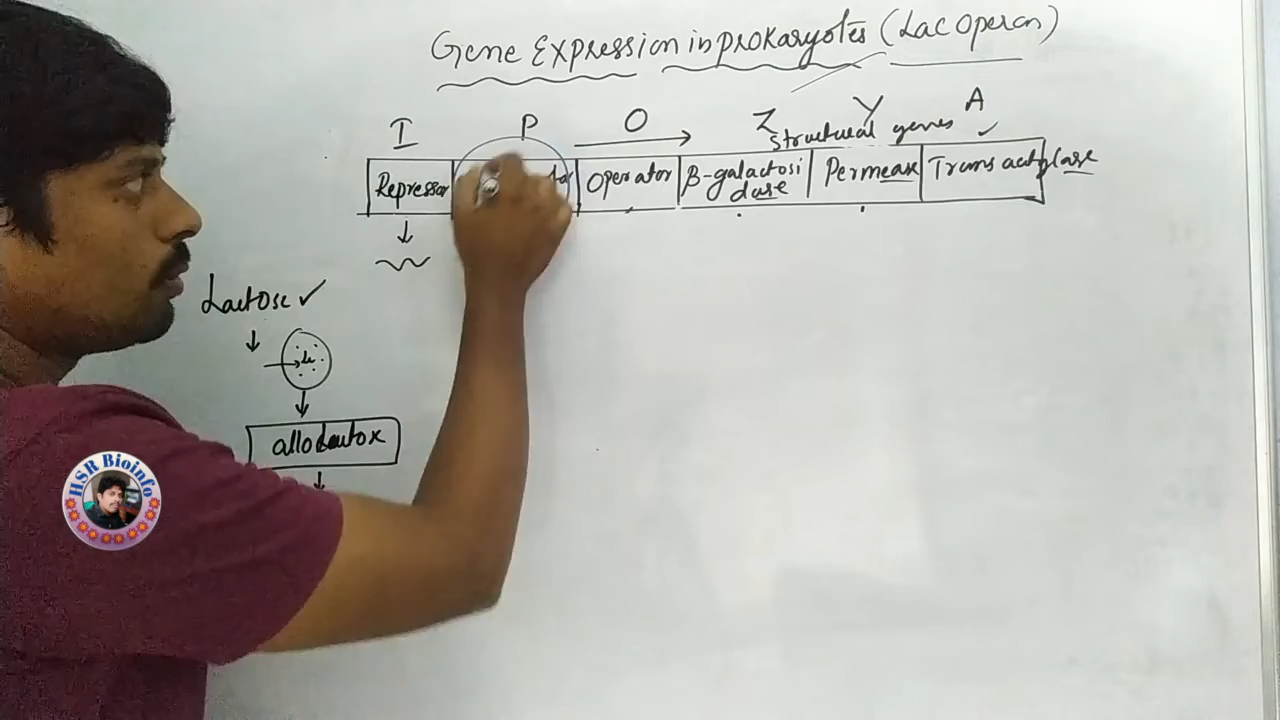 Gene Expression in prokaryotes (Lac operon)
I P O Z Y A
structural genes
Repressor Operator β-galactosidase Permease Transacetylase
Lactose ✓
allolactose
HSR Bioinfo